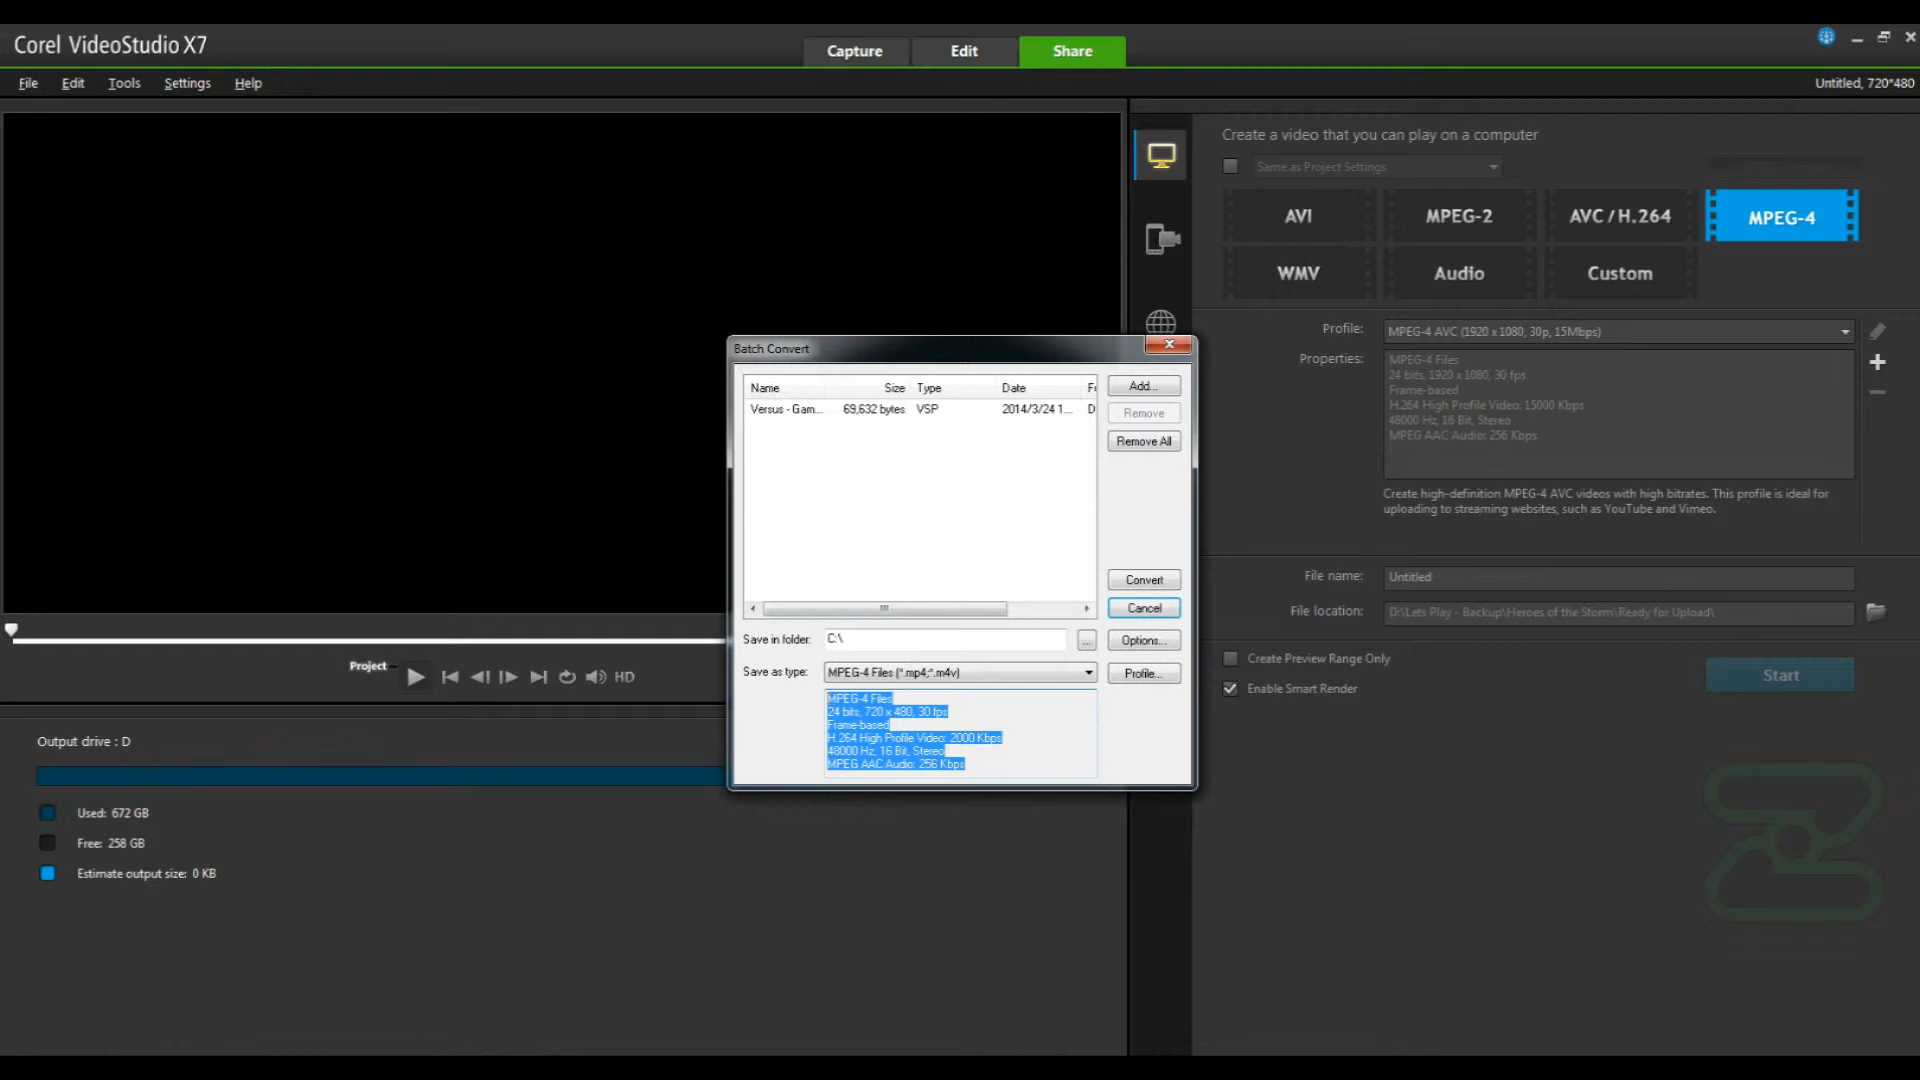 Corel VideoStudio X7
Capture
Edit
Share
File
Edit
Tools
Settings
Help
Untitled, 720*480
Create a video that you can play on a computer
Same as Project Settings
AVI
MPEG-2
AVC / H.264
MPEG-4
WMV
Audio
Custom
Profile:
MPEG-4 AVC (1920 x 1080, 30p, 15Mbps)
Properties:
MPEG-4 Files
24 bits, 1920 x 1080, 30 fps
Frame-based
H.264 High Profile Video: 15000 Kbps
48000 Hz, 16 Bit, Stereo
MPEG AAC Audio: 256 Kbps
Create high-definition MPEG-4 AVC videos with high bitrates. This profile is ideal for
uploading to streaming websites, such as YouTube and Vimeo.
File name:
Untitled
File location:
D:\Lets Play - Backup\Heroes of the Storm\Ready for Upload\
Create Preview Range Only
Enable Smart Render
Start
Batch Convert
Name Size Type Date
Versus - Gam... 69,632 bytes VSP 2014/3/24 1... D
Add...
Remove
Remove All
Convert
Cancel
Save in folder: C:\ ... Options...
Save as type: MPEG-4 Files (*.mp4;*.m4v) Profile...
MPEG-4 Files
24 bits, 720 x 480, 30 fps
Frame-based
H.264 High Profile Video: 2000 Kbps
48000 Hz, 16 Bit, Stereo
MPEG AAC Audio: 256 Kbps
Project
HD
Output drive : D
Used: 672 GB
Free: 258 GB
Estimate output size: 0 KB